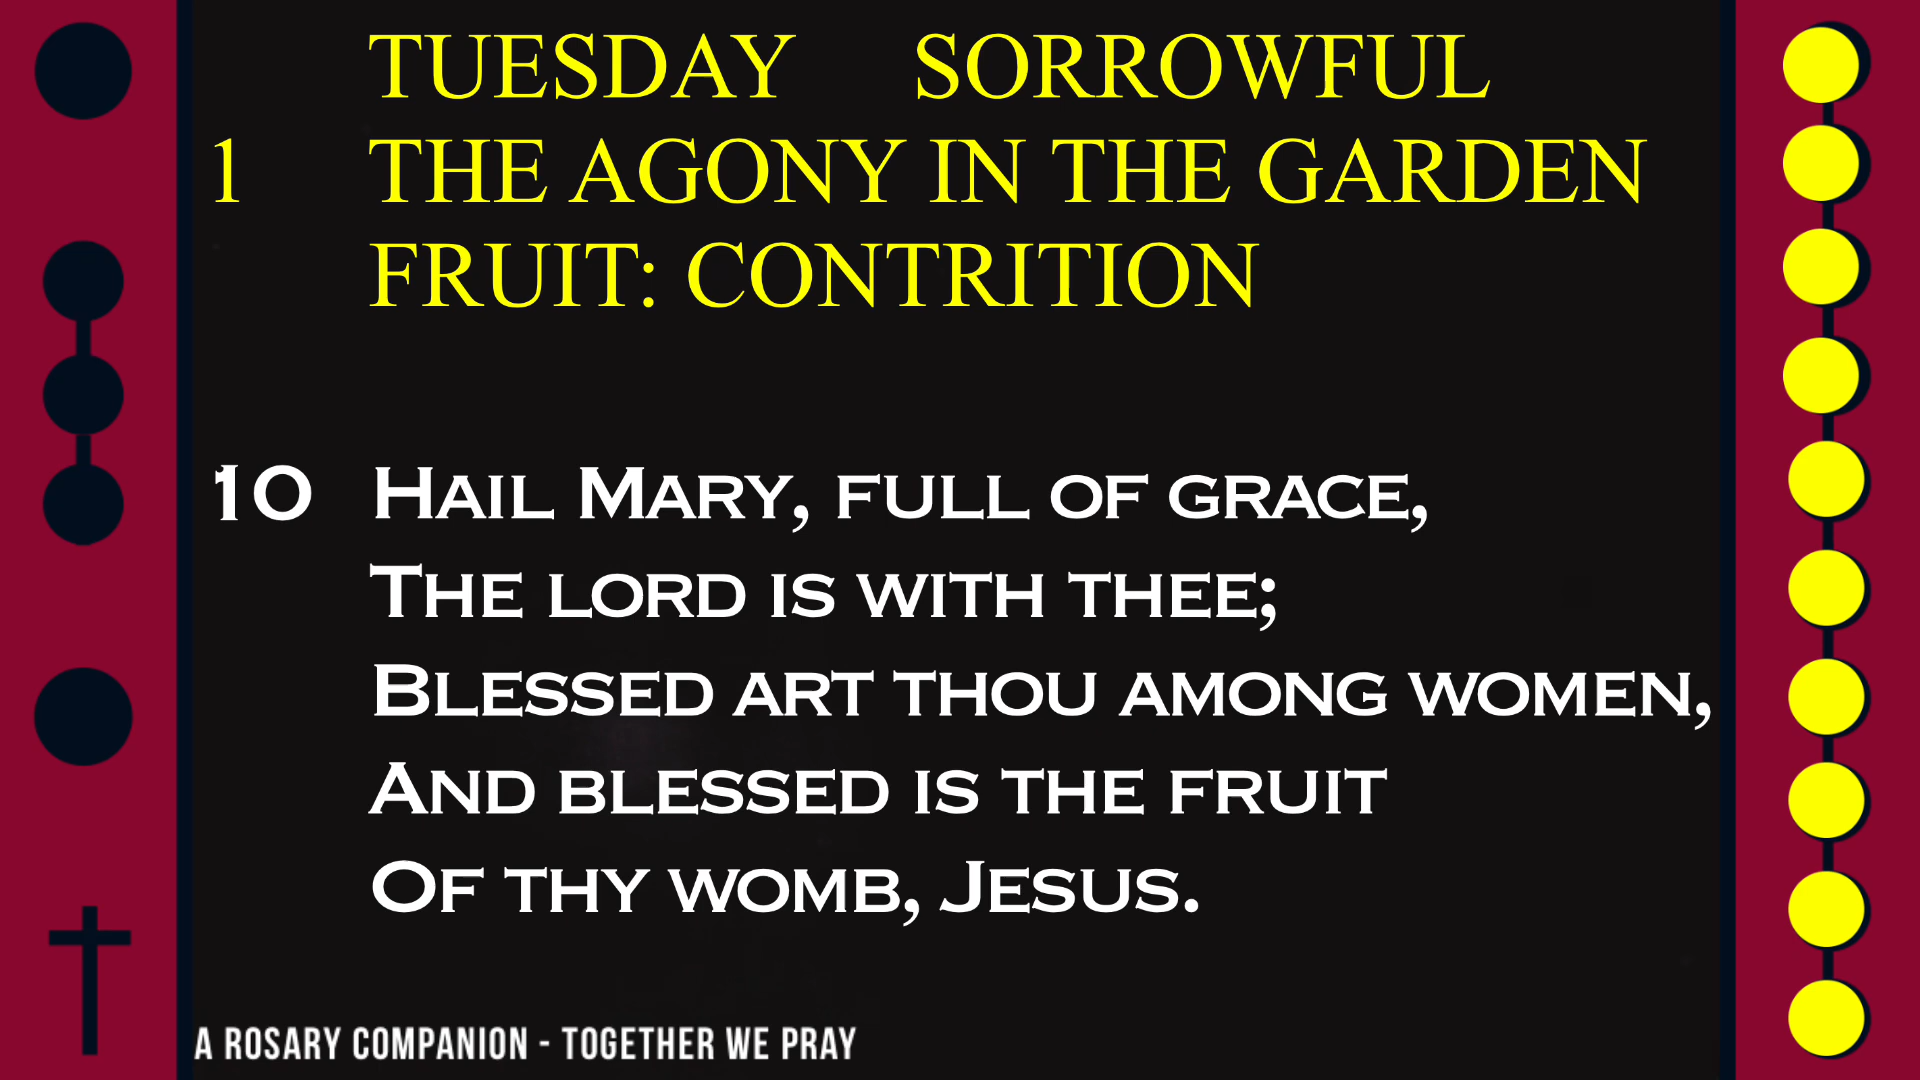 TUESDAY SORROWFUL
1 THE AGONY IN THE GARDEN
FRUIT: CONTRITION
10 HAIL MARY, FULL OF GRACE,
THE LORD IS WITH THEE;
BLESSED ART THOU AMONG WOMEN,
AND BLESSED IS THE FRUIT
OF THY WOMB, JESUS.
A ROSARY COMPANION - TOGETHER WE PRAY